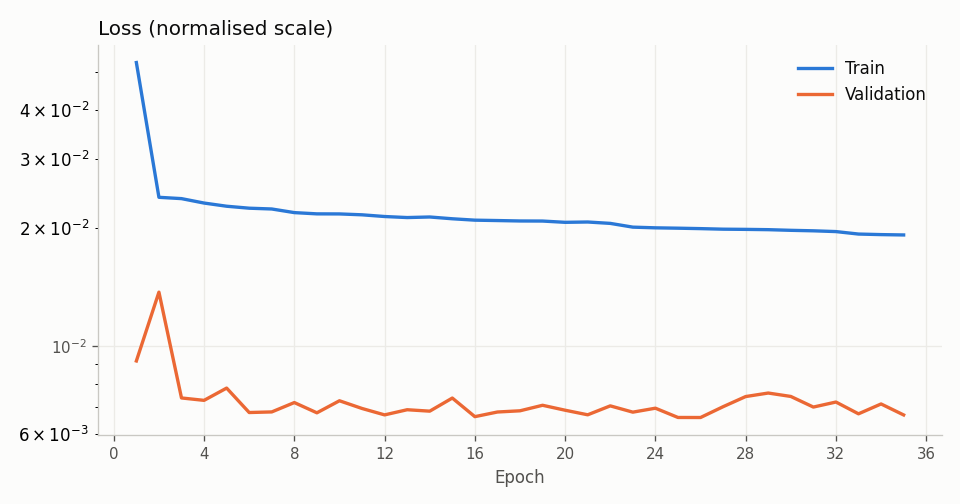 Loss (normalised scale)
Train
Validation
4 × 10⁻²
3 × 10⁻²
2 × 10⁻²
10⁻²
6 × 10⁻³
0 4 8 12 16 20 24 28 32 36
Epoch